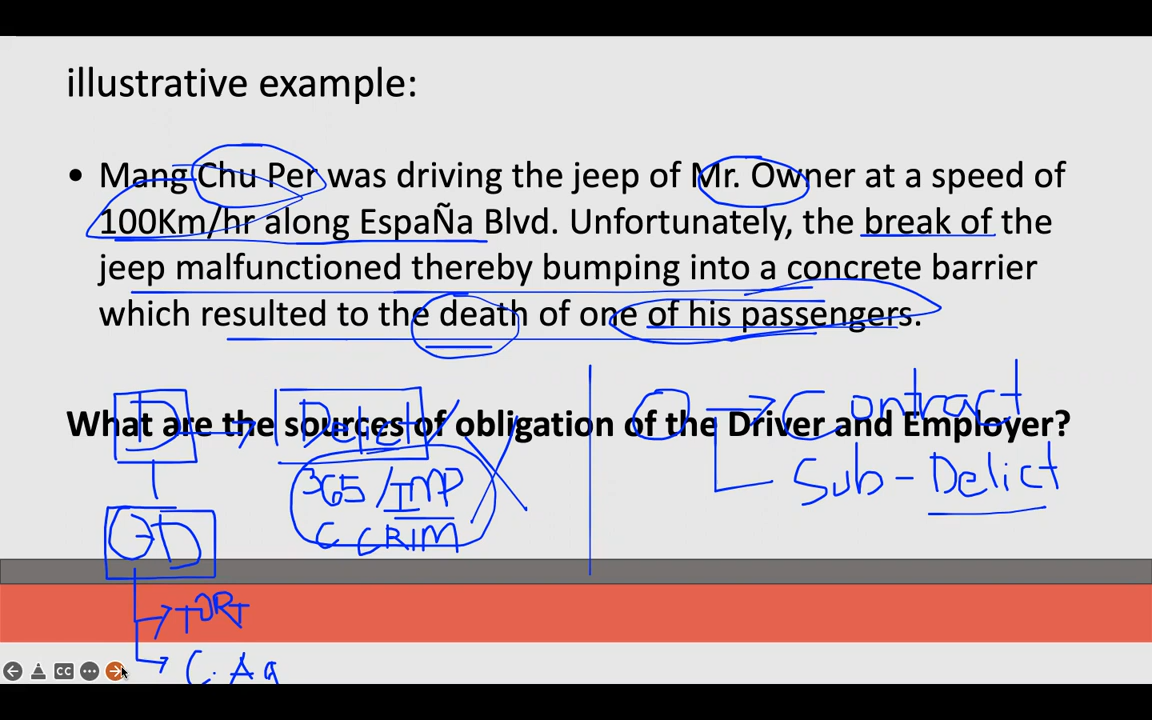 illustrative example:
• Mang Chu Per was driving the jeep of Mr. Owner at a speed of
100Km/hr along EspaÑa Blvd. Unfortunately, the break of the
jeep malfunctioned thereby bumping into a concrete barrier
which resulted to the death of one of his passengers.
What are the sources of obligation of the Driver and Employer?
D → Delict
365 / IMP
C CRIM
QD
→ TORT
→ C. Aq
O → Contract
Sub-Delict
CC